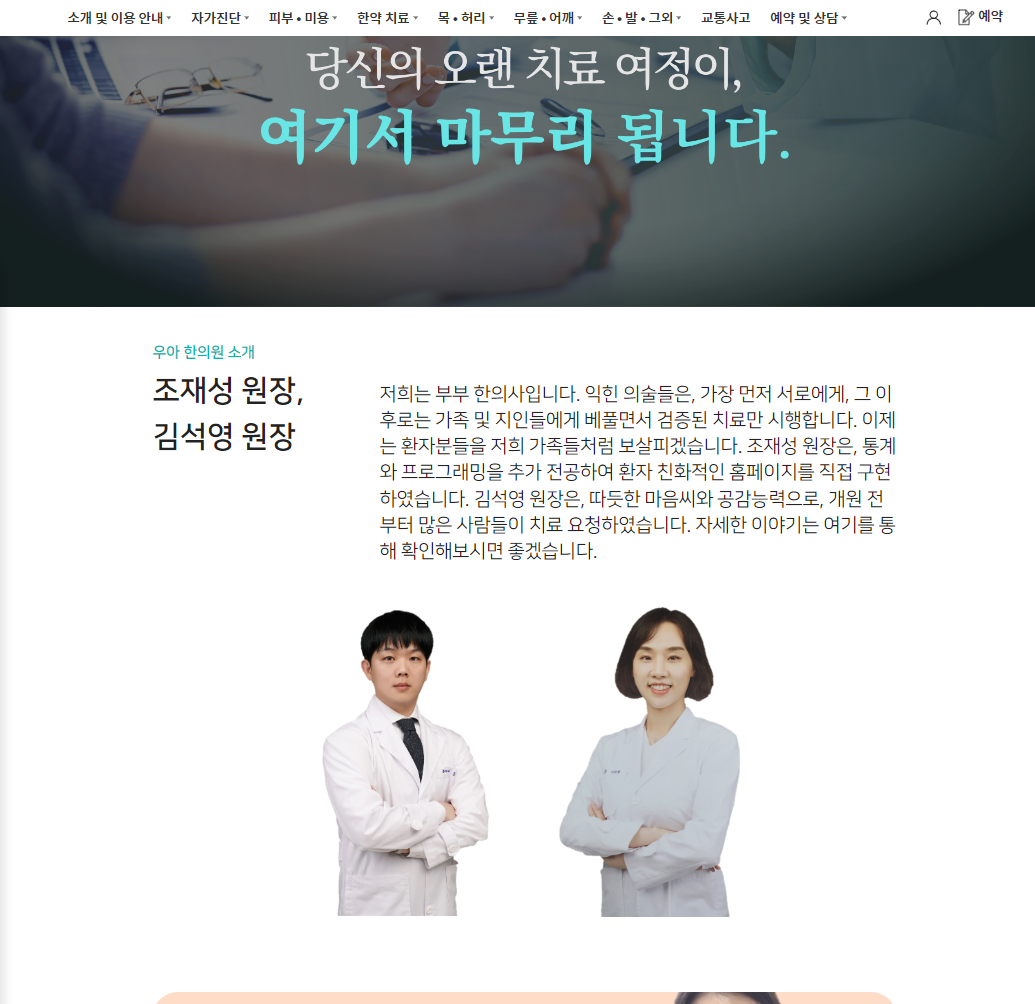 소개 및 이용 안내
자가진단
피부 • 미용
한약 치료
목 • 허리
무릎 • 어깨
손 • 발 • 그외
교통사고
예약 및 상담
예약
당신의 오랜 치료 여정이,
여기서 마무리 됩니다.
우아 한의원 소개
조재성 원장,
김석영 원장
저희는 부부 한의사입니다. 익힌 의술들은, 가장 먼저 서로에게, 그 이
후로는 가족 및 지인들에게 베풀면서 검증된 치료만 시행합니다. 이제
는 환자분들을 저희 가족들처럼 보살피겠습니다. 조재성 원장은, 통계
와 프로그래밍을 추가 전공하여 환자 친화적인 홈페이지를 직접 구현
하였습니다. 김석영 원장은, 따듯한 마음씨와 공감능력으로, 개원 전
부터 많은 사람들이 치료 요청하였습니다. 자세한 이야기는 여기를 통
해 확인해보시면 좋겠습니다.